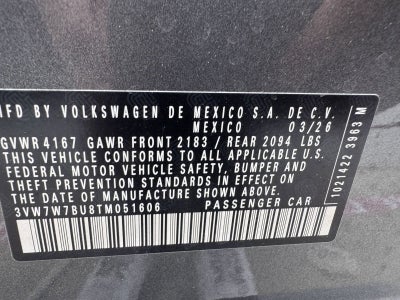 MFD BY VOLKSWAGEN DE MEXICO S.A. DE C.V.
MEXICO 03/26
GVWR 4167 GAWR FRONT 2183 / REAR 2094 LBS
THIS VEHICLE CONFORMS TO ALL APPLICABLE U.S.
FEDERAL MOTOR VEHICLE SAFETY, BUMPER AND
THEFT PREVENTION STANDARDS IN EFFECT ON
THE DATE OF MANUFACTURE SHOWN ABOVE.
3VW7W7BU8TM051606 PASSENGER CAR
1021422 3963 M